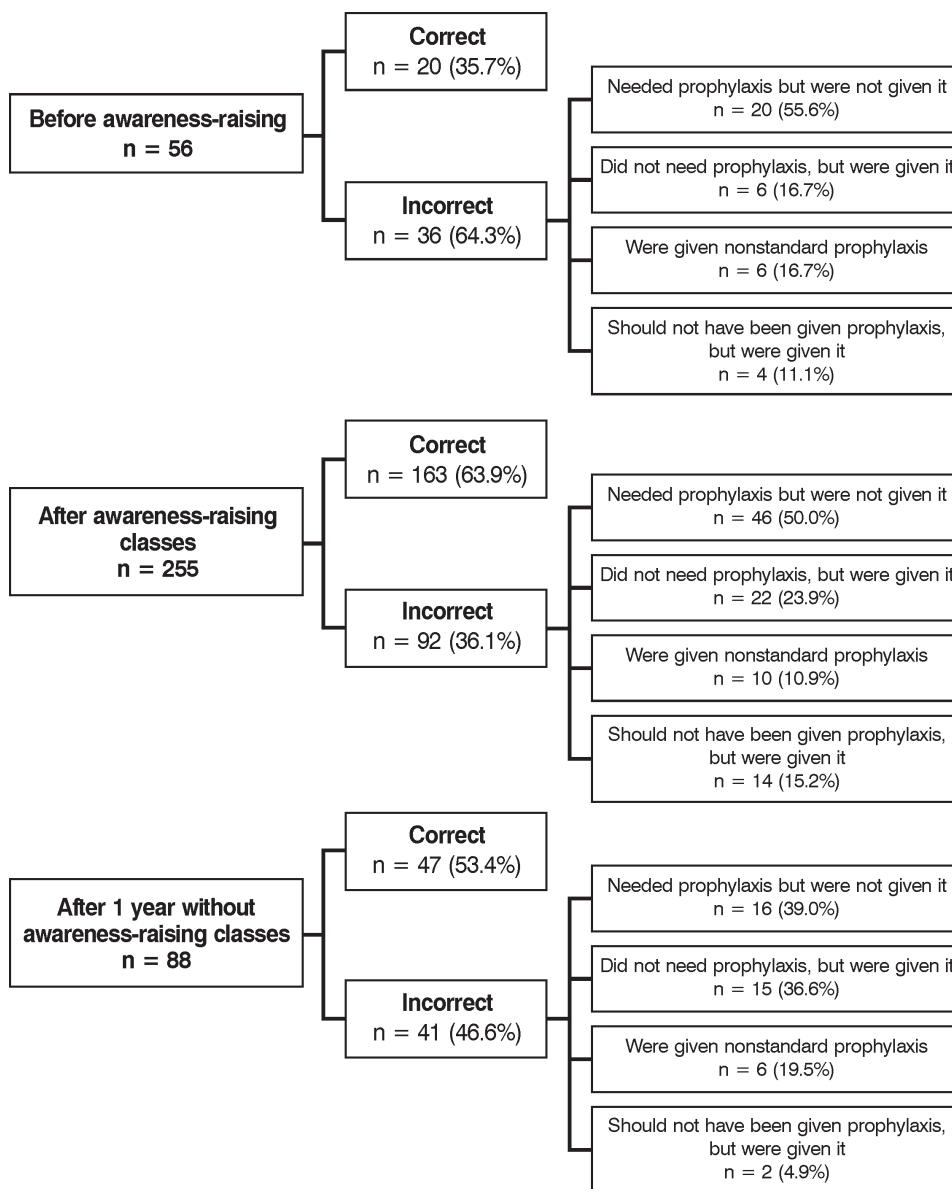 Before awareness-raising
n = 56
Correct
n = 20 (35.7%)
Incorrect
n = 36 (64.3%)
Needed prophylaxis but were not given it
n = 20 (55.6%)
Did not need prophylaxis, but were given it
n = 6 (16.7%)
Were given nonstandard prophylaxis
n = 6 (16.7%)
Should not have been given prophylaxis,
but were given it
n = 4 (11.1%)
After awareness-raising
classes
n = 255
Correct
n = 163 (63.9%)
Incorrect
n = 92 (36.1%)
Needed prophylaxis but were not given it
n = 46 (50.0%)
Did not need prophylaxis, but were given it
n = 22 (23.9%)
Were given nonstandard prophylaxis
n = 10 (10.9%)
Should not have been given prophylaxis,
but were given it
n = 14 (15.2%)
After 1 year without
awareness-raising classes
n = 88
Correct
n = 47 (53.4%)
Incorrect
n = 41 (46.6%)
Needed prophylaxis but were not given it
n = 16 (39.0%)
Did not need prophylaxis, but were given it
n = 15 (36.6%)
Were given nonstandard prophylaxis
n = 6 (19.5%)
Should not have been given prophylaxis,
but were given it
n = 2 (4.9%)